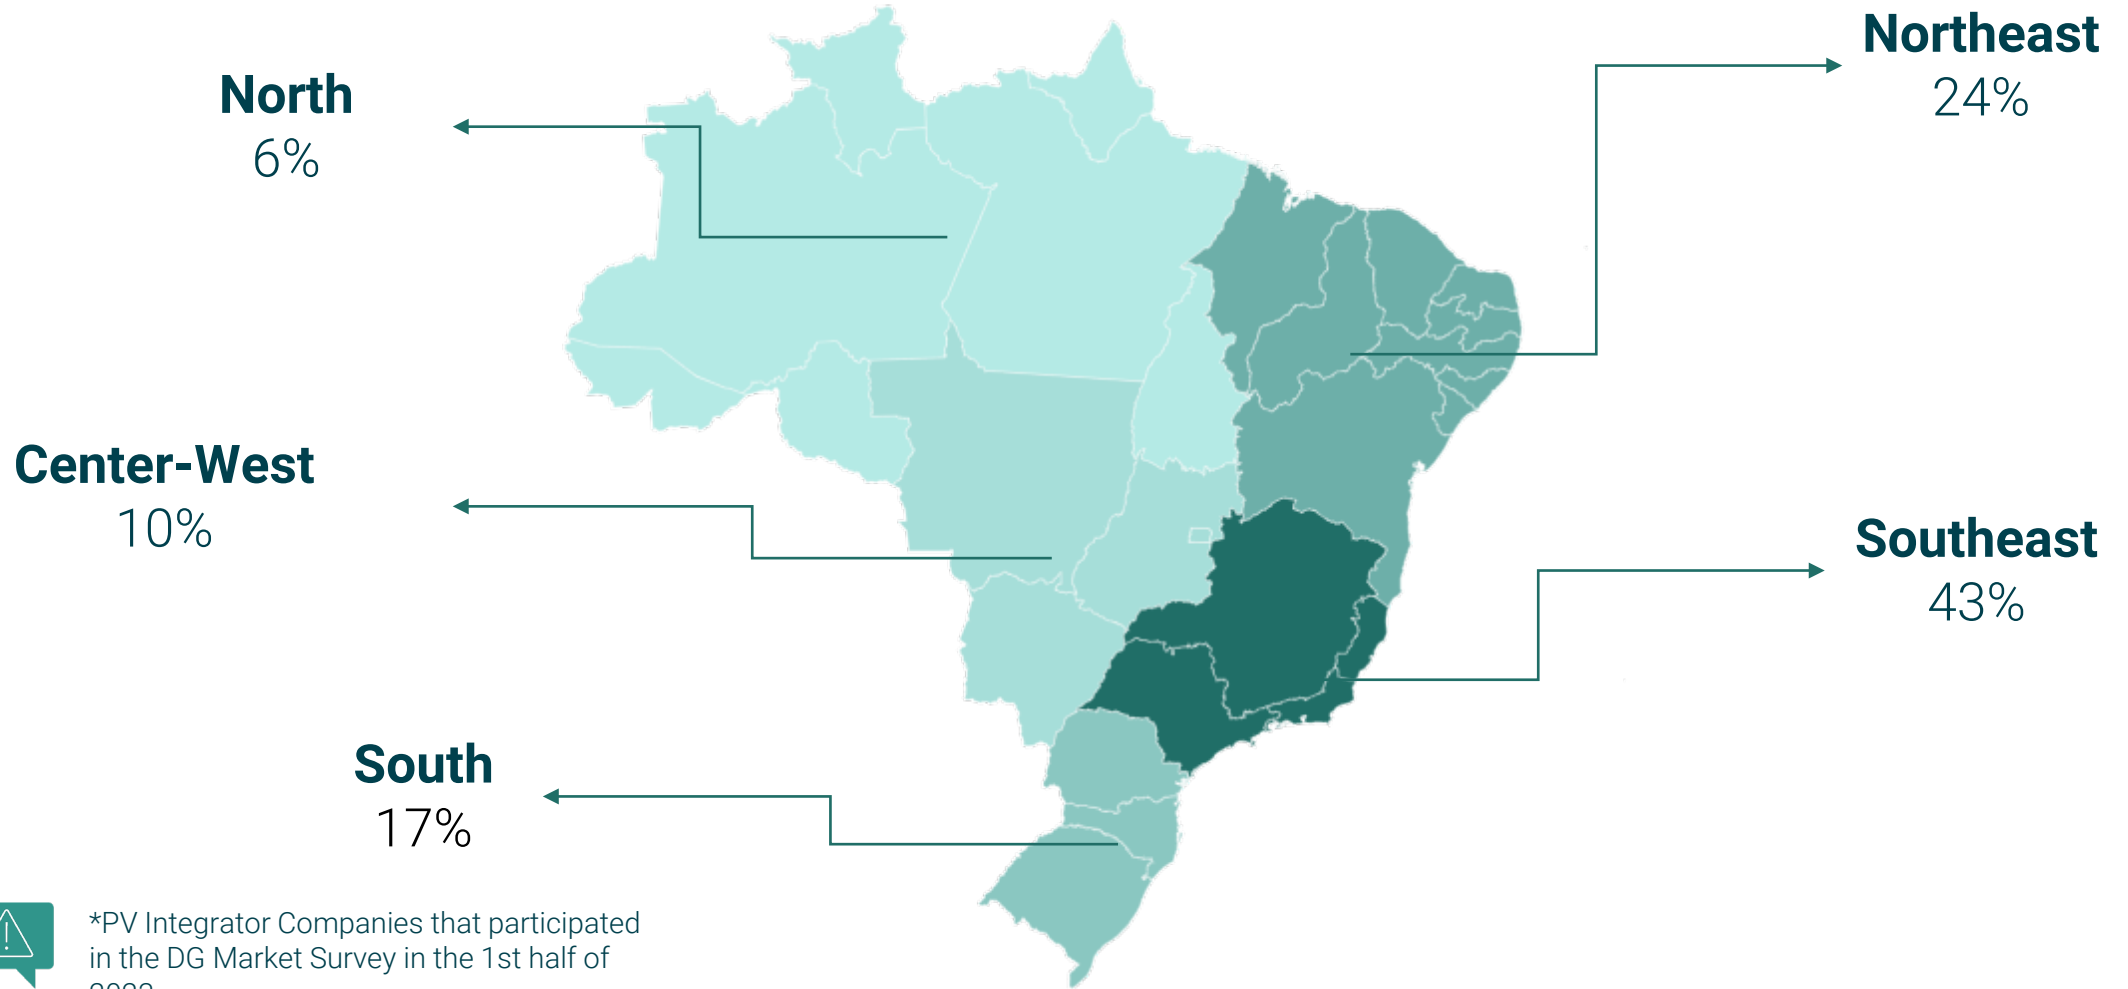 Northeast
24%
North
6%
Center-West
10%
Southeast
43%
South
17%
*PV Integrator Companies that participated
in the DG Market Survey in the 1st half of